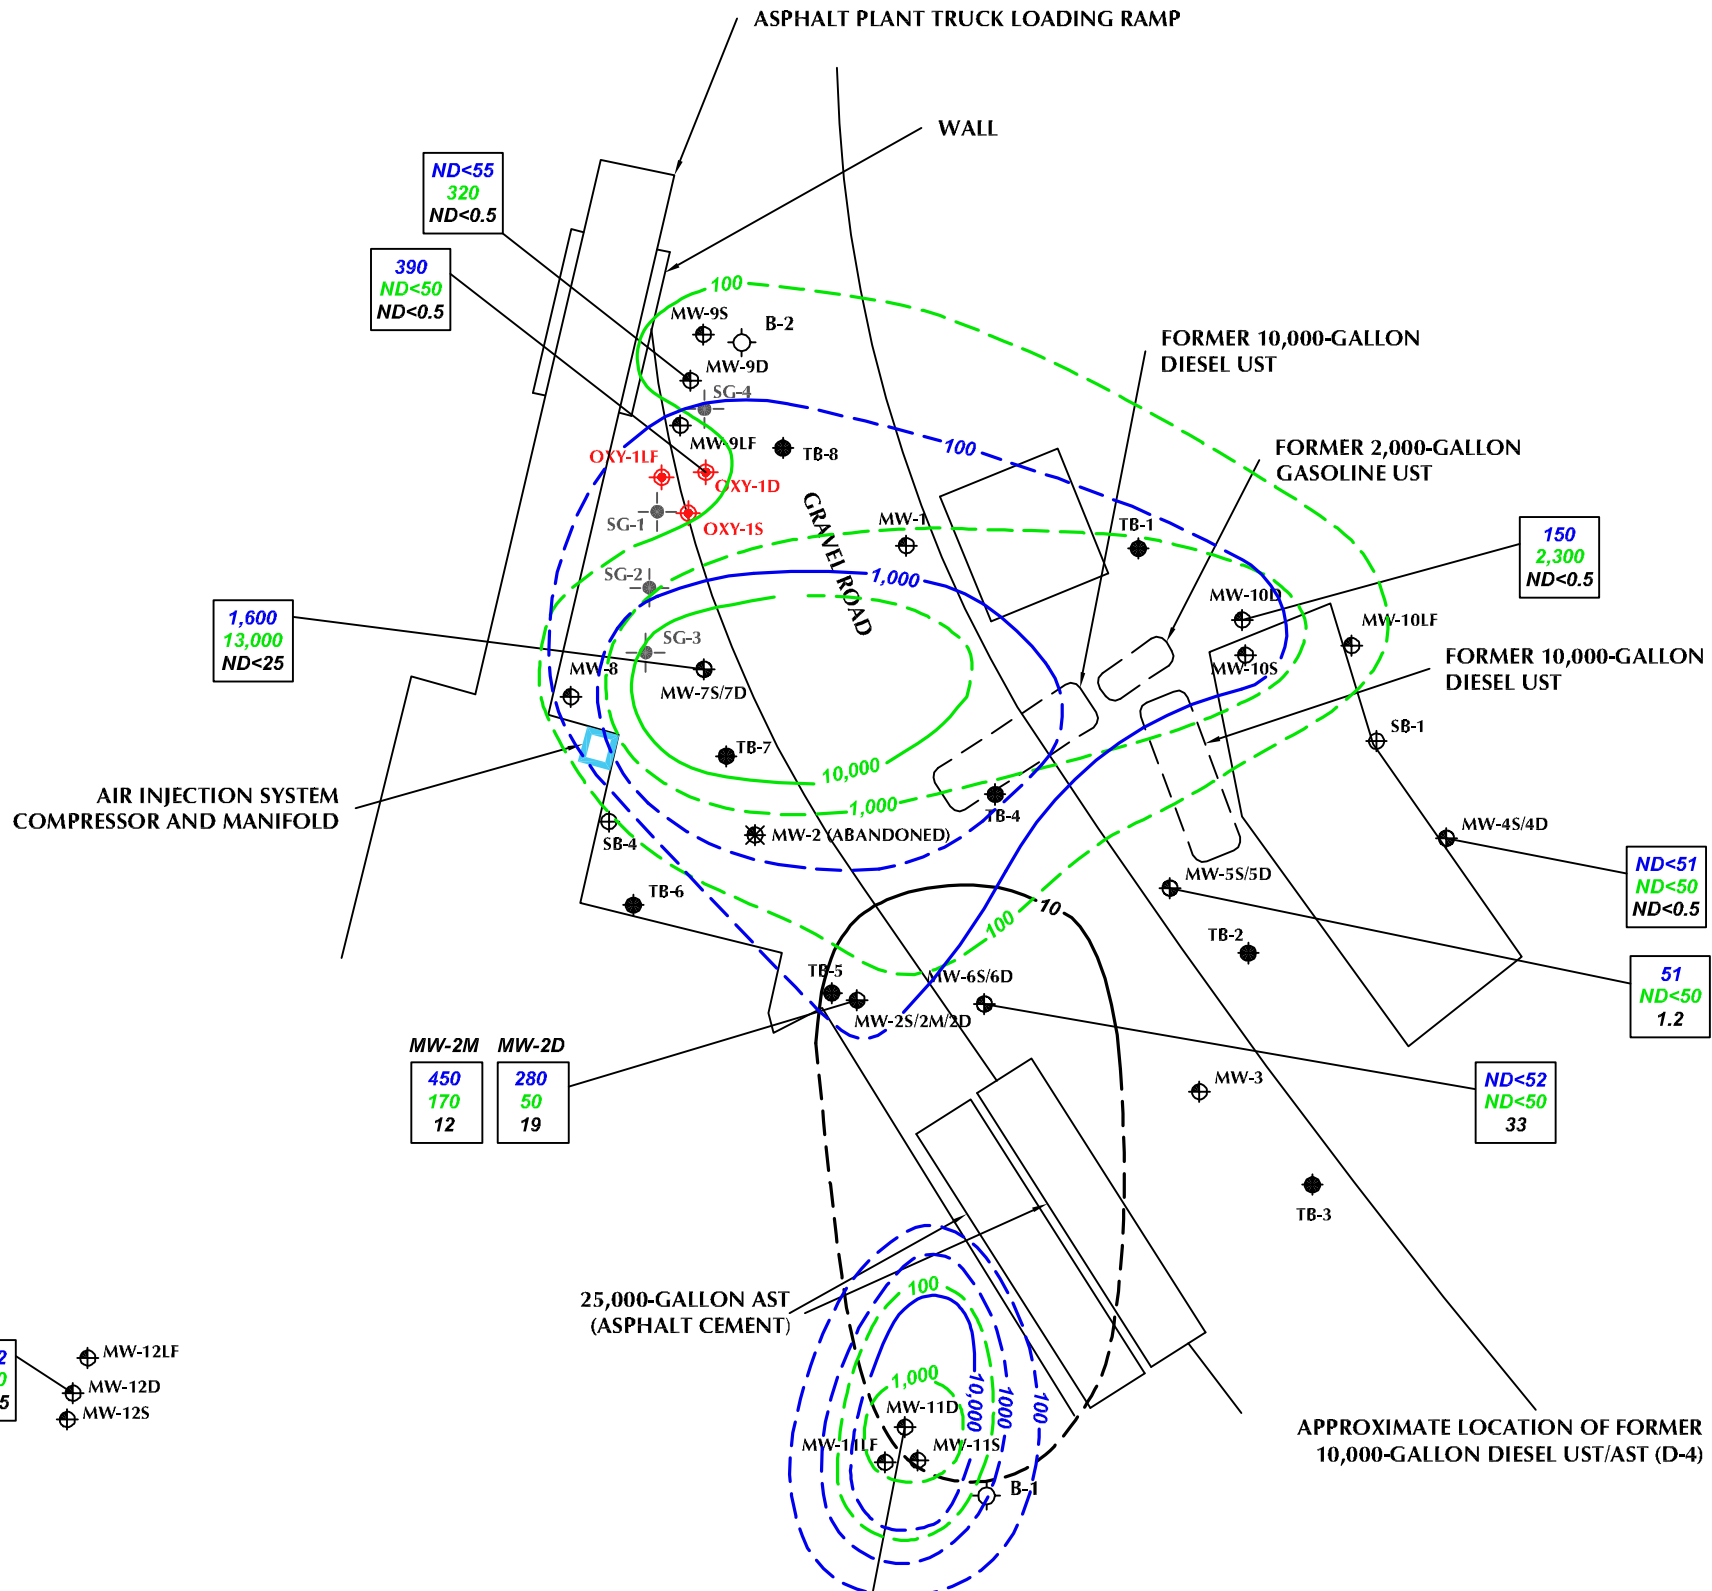 ASPHALT PLANT TRUCK LOADING RAMP
WALL
ND<55
320
ND<0.5
390
ND<50
ND<0.5
100
MW-9S
B-2
MW-9D
SG-4
MW-9LF
TB-8
OXY-1LF
OXY-1D
SG-1
OXY-1S
FORMER 10,000-GALLON
DIESEL UST
100
FORMER 2,000-GALLON
GASOLINE UST
GRAVEL ROAD
MW-1
TB-1
150
2,300
ND<0.5
SG-2
1,000
MW-10D
MW-10LF
1,600
13,000
ND<25
SG-3
MW-8
MW-7S/7D
MW-10S
FORMER 10,000-GALLON
DIESEL UST
SB-1
TB-7
10,000
AIR INJECTION SYSTEM
COMPRESSOR AND MANIFOLD
1,000
TB-4
MW-2 (ABANDONED)
SB-4
MW-4S/4D
ND<51
ND<50
ND<0.5
TB-6
MW-5S/5D
10
100
TB-2
TB-5
MW-6S/6D
51
ND<50
1.2
MW-2S/2M/2D
MW-2M
MW-2D
450
170
12
280
50
19
MW-3
ND<52
ND<50
33
TB-3
100
25,000-GALLON AST
(ASPHALT CEMENT)
1,000
10,000
1000
100
MW-11D
MW-11LF
MW-11S
B-1
2
0
5
MW-12LF
MW-12D
MW-12S
APPROXIMATE LOCATION OF FORMER
10,000-GALLON DIESEL UST/AST (D-4)